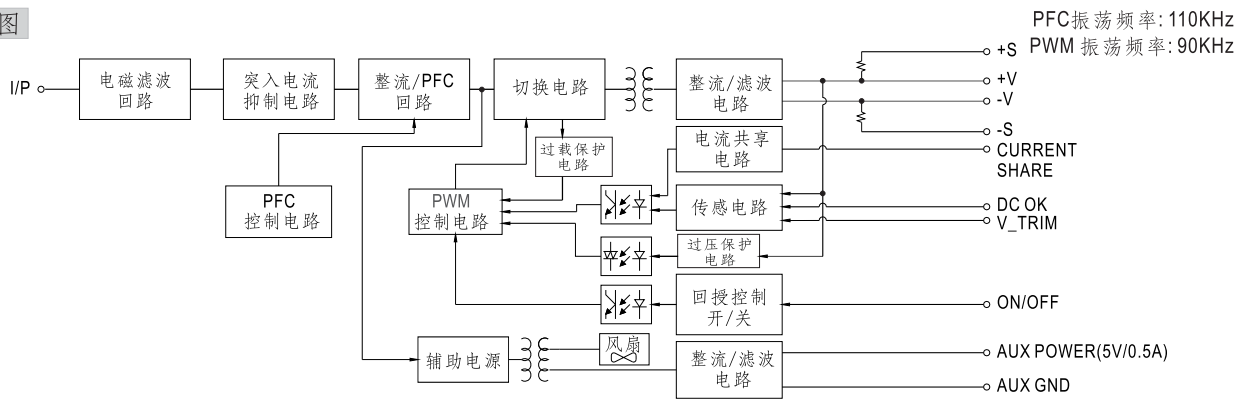 图
PFC振荡频率: 110KHz
PWM 振荡频率: 90KHz
I/P
电磁滤波
回路
突入电流
抑制电路
整流/PFC
回路
切换电路
整流/滤波
电路
+S
+V
-V
-S
CURRENT
SHARE
过载保护
电路
电流共享
电路
PFC
控制电路
PWM
控制电路
传感电路
DC OK
V_TRIM
过压保护
电路
回授控制
开/关
ON/OFF
辅助电源
风扇
整流/滤波
电路
AUX POWER(5V/0.5A)
AUX GND